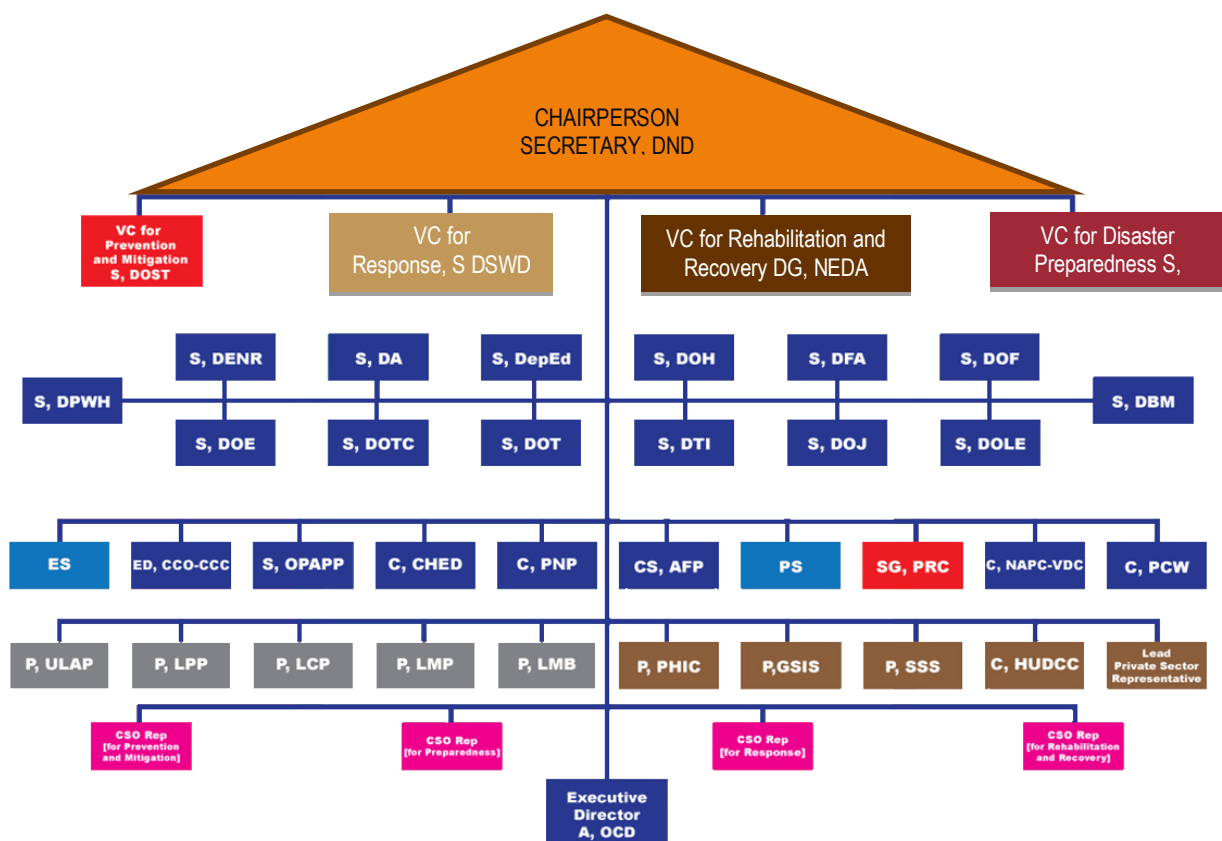 CHAIRPERSON
SECRETARY, DND
VC for
Prevention
and Mitigation
S, DOST
VC for
Response, S DSWD
VC for Rehabilitation and
Recovery DG, NEDA
VC for Disaster
Preparedness S,
S, DENR
S, DA
S, DepEd
S, DOH
S, DFA
S, DOF
S, DPWH
S, DBM
S, DOE
S, DOTC
S, DOT
S, DTI
S, DOJ
S, DOLE
ES
ED, CCO-CCC
S, OPAPP
C, CHED
C, PNP
CS, AFP
PS
SG, PRC
C, NAPC-VDC
C, PCW
P, ULAP
P, LPP
P, LCP
P, LMP
P, LMB
P, PHIC
P,GSIS
P, SSS
C, HUDCC
Lead
Private Sector
Representative
CSO Rep
[for Prevention
and Mitigation]
CSO Rep
[for Preparedness]
CSO Rep
[for Response]
CSO Rep
[for Rehabilitation
and Recovery]
Executive
Director
A, OCD